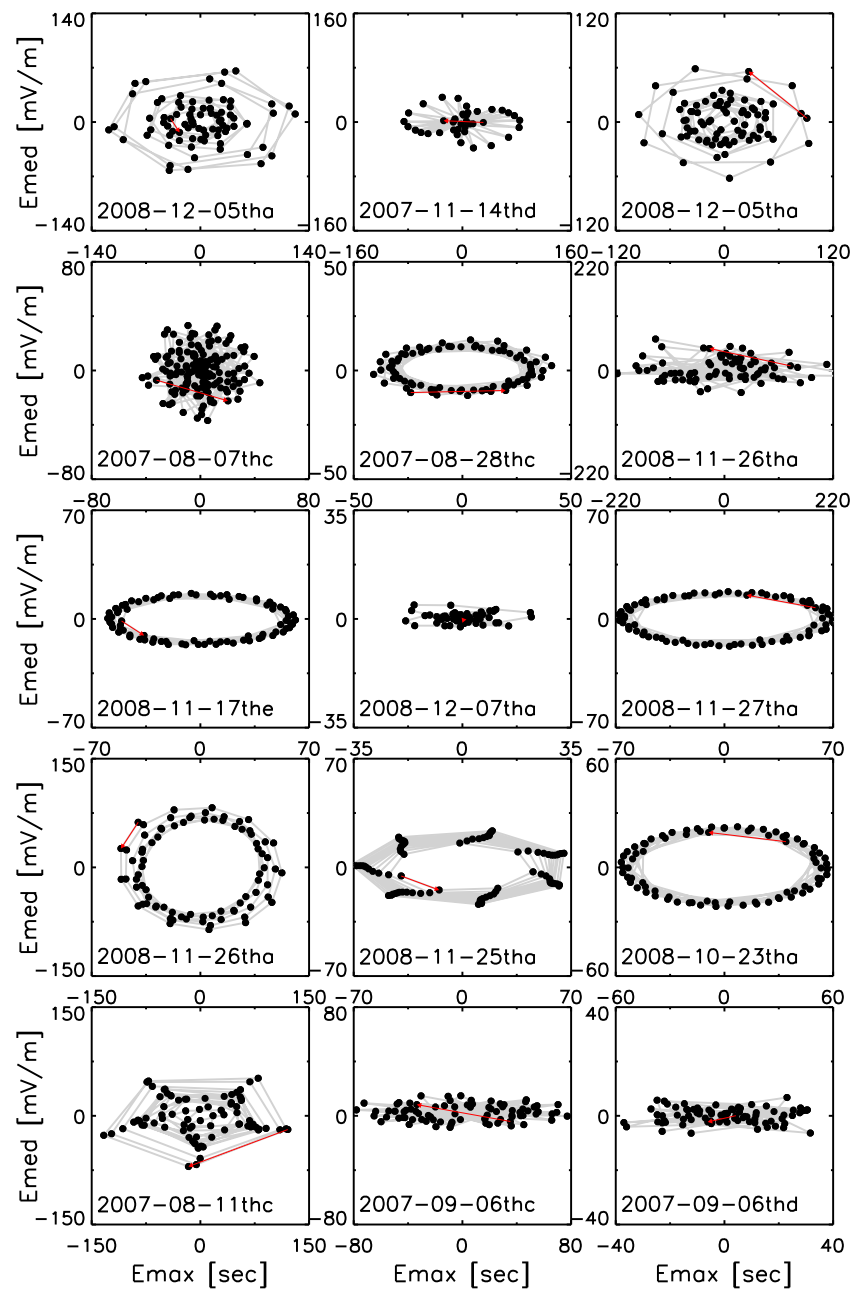 140 160 120
Emed [mV/m] 0 0 0
−140 −160 −120
2008−12−05tha 2007−11−14thd 2008−12−05tha
−140 0 140 −160 0 160 −120 0 120
80 50 220
Emed [mV/m] 0 0 0
2007−08−07thc 2007−08−28thc 2008−11−26tha
−80 −50 −220
−80 0 80 −50 0 50 −220 0 220
70 35 70
Emed [mV/m] 0 0 0
2008−11−17the 2008−12−07tha 2008−11−27tha
−70 −35 −70
−70 0 70 −35 0 35 −70 0 70
150 70 60
Emed [mV/m] 0 0 0
2008−11−26tha 2008−11−25tha 2008−10−23tha
−150 −70 −60
−150 0 150 −70 0 70 −60 0 60
150 80 40
Emed [mV/m] 0 0 0
2007−08−11thc 2007−09−06thc 2007−09−06thd
−150 −80 −40
−150 0 150 −80 0 80 −40 0 40
Emax [sec] Emax [sec] Emax [sec]